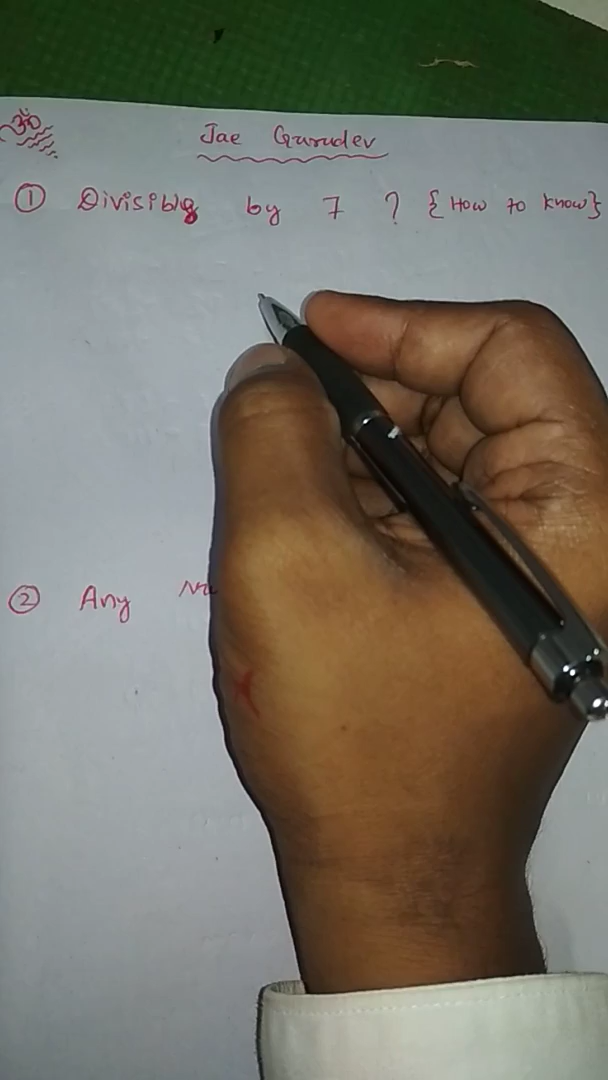 ॐ
Jae Gurudev
① Divisible by 7 ? {How to know}
② Any